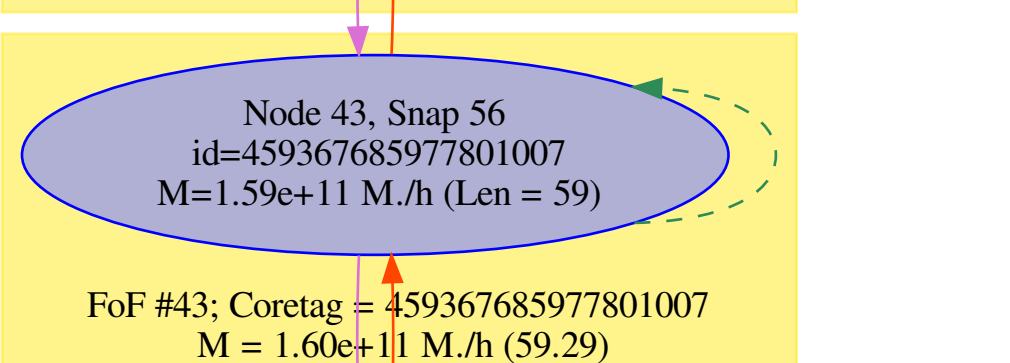 Node 43, Snap 56
id=459367685977801007
M=1.59e+11 M./h (Len = 59)
FoF #43; Coretag = 459367685977801007
M = 1.60e+11 M./h (59.29)